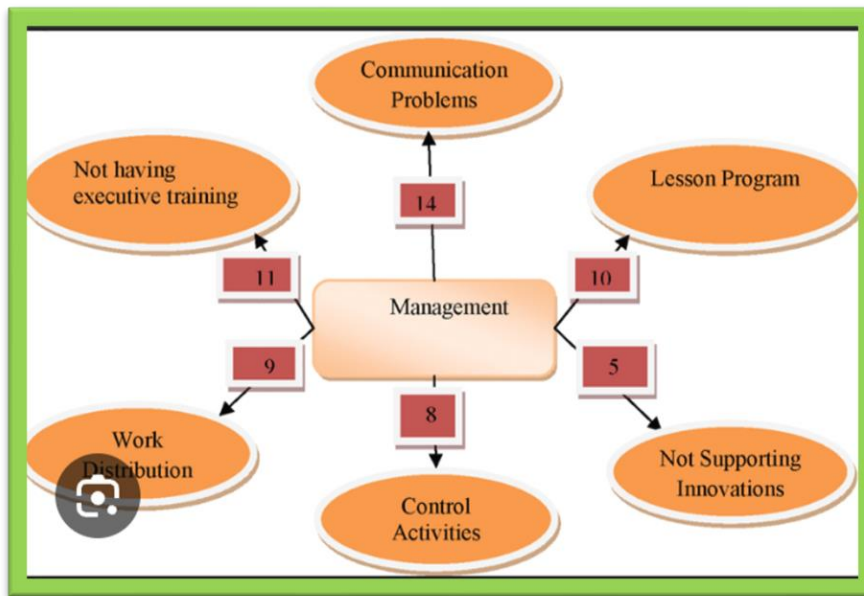 Communication
Problems
Not having
executive training
Lesson Program
14
11
10
Management
9
5
8
Work
Distribution
Not Supporting
Innovations
Control
Activities